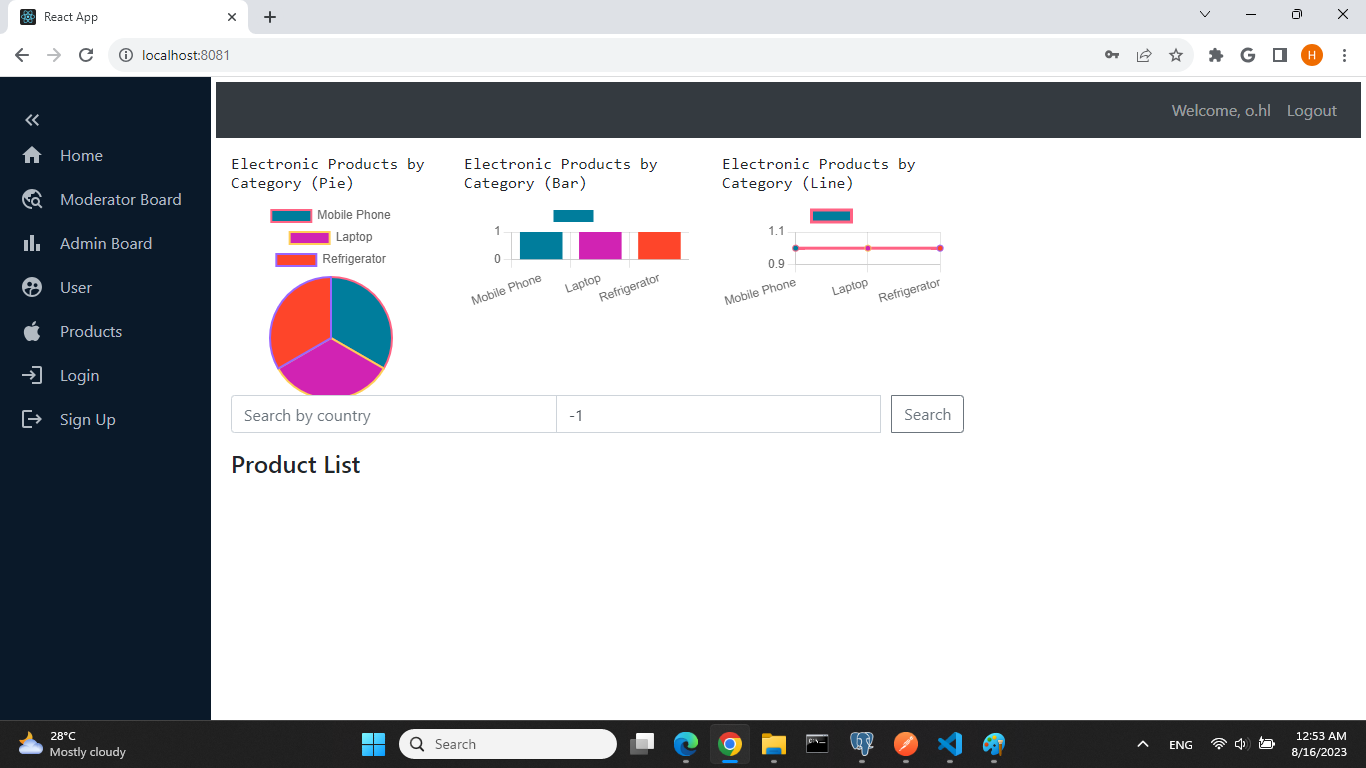 React App
localhost:8081
H
Welcome, o.hl Logout
Home
Moderator Board
Admin Board
User
Products
Login
Sign Up
Electronic Products by
Category (Pie)
Mobile Phone
Laptop
Refrigerator
Electronic Products by
Category (Bar)
1
0
Mobile Phone Laptop Refrigerator
Electronic Products by
Category (Line)
1.1
0.9
Mobile Phone Laptop Refrigerator
Search by country -1 Search
Product List
28°C
Mostly cloudy
Search
ENG
12:53 AM
8/16/2023